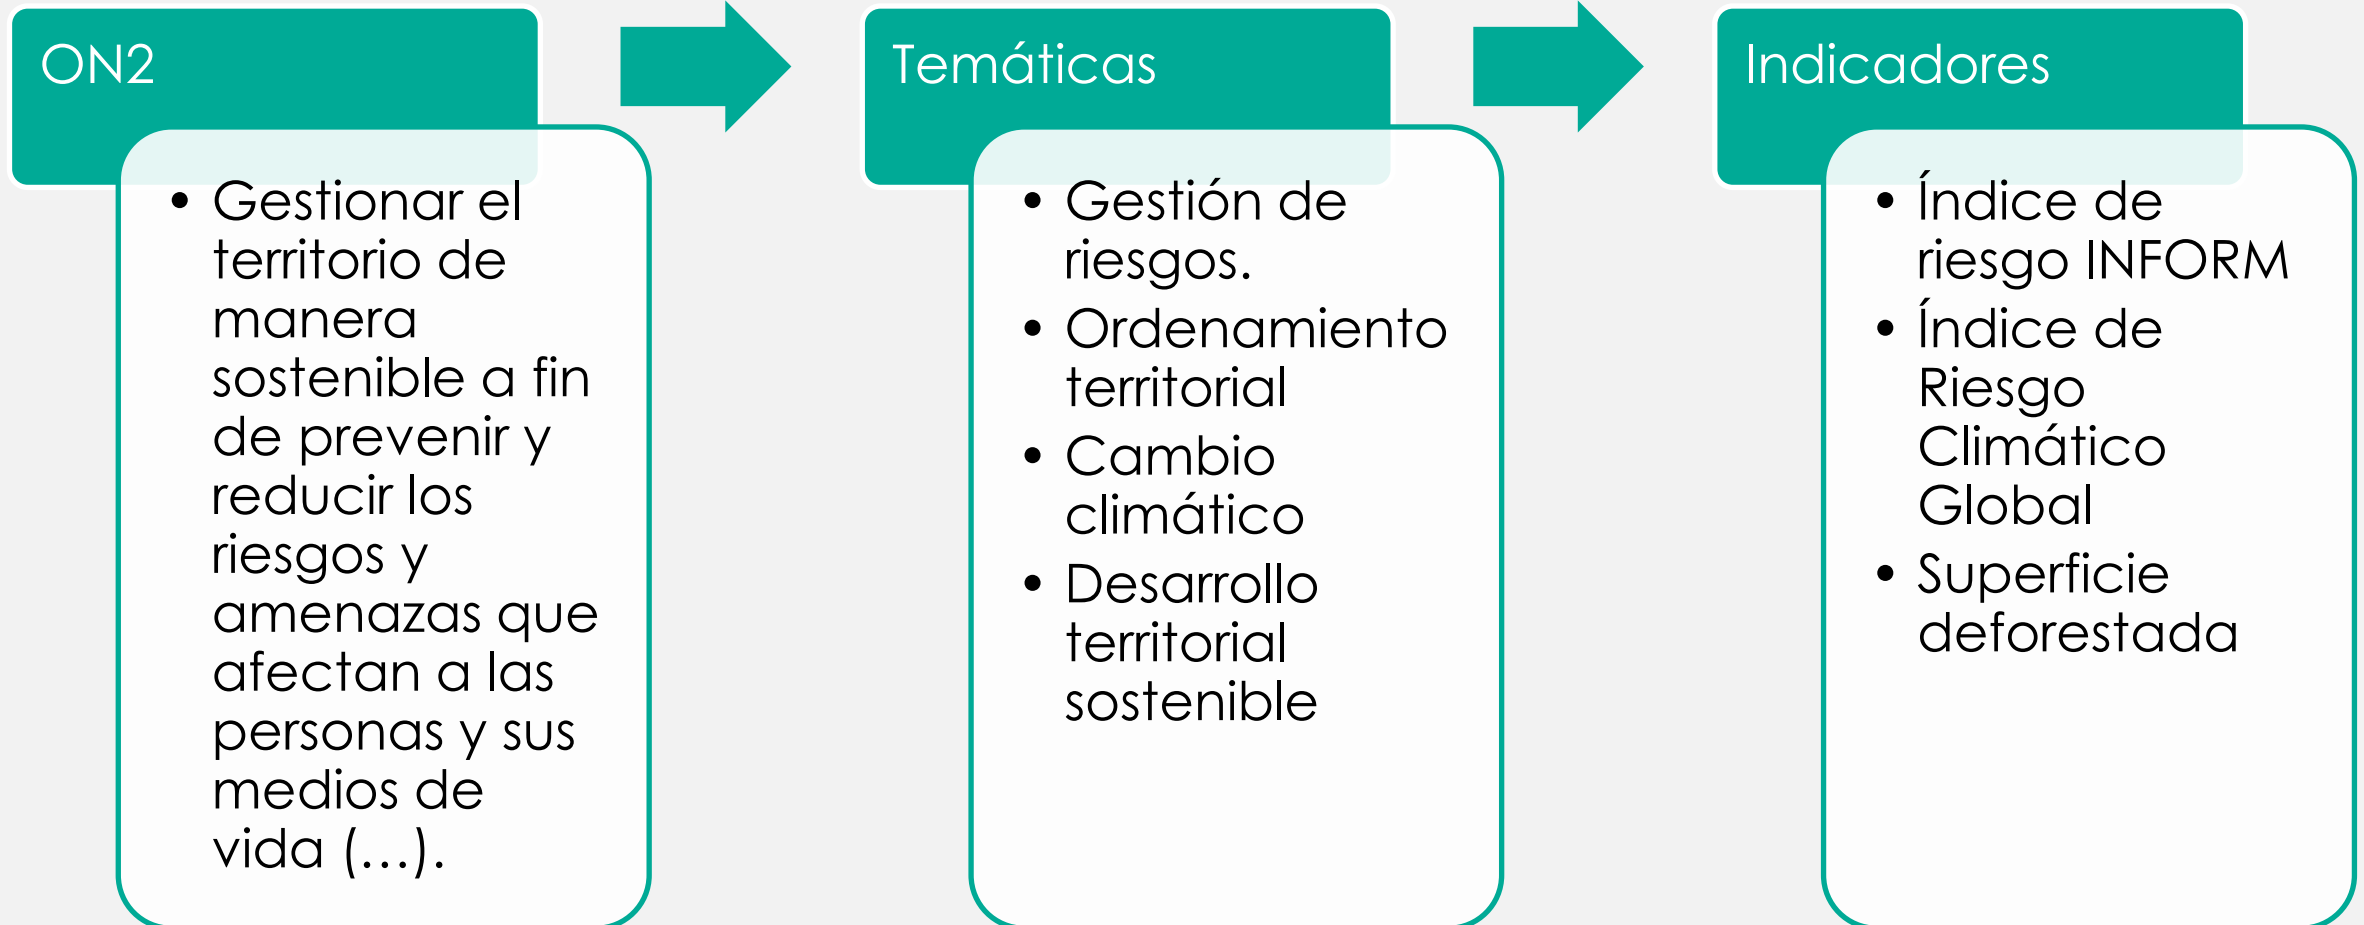 ON2
• Gestionar el
territorio de
manera
sostenible a fin
de prevenir y
reducir los
riesgos y
amenazas que
afectan a las
personas y sus
medios de
vida (...).
Temáticas
• Gestión de
riesgos.
• Ordenamiento
territorial
• Cambio
climático
• Desarrollo
territorial
sostenible
Indicadores
• Índice de
riesgo INFORM
• Índice de
Riesgo
Climático
Global
• Superficie
deforestada